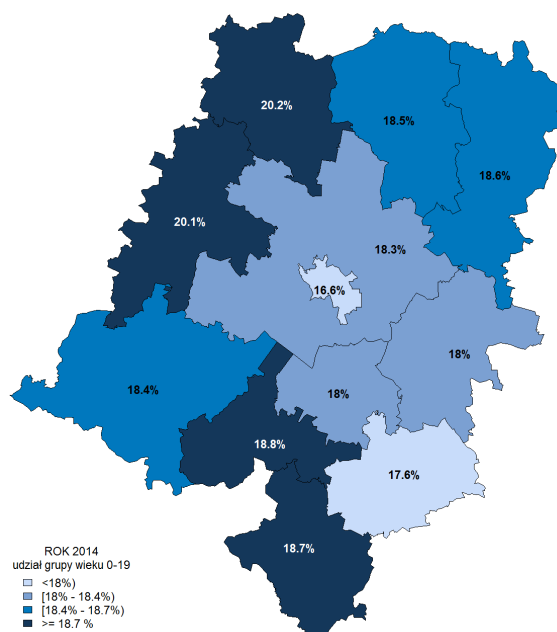 20.2%
18.5%
18.6%
20.1%
18.3%
16.6%
18%
18.4%
18%
18.8%
17.6%
18.7%
ROK 2014
udział grupy wieku 0-19
<18%)
[18% - 18.4%)
[18.4% - 18.7%)
>= 18.7 %